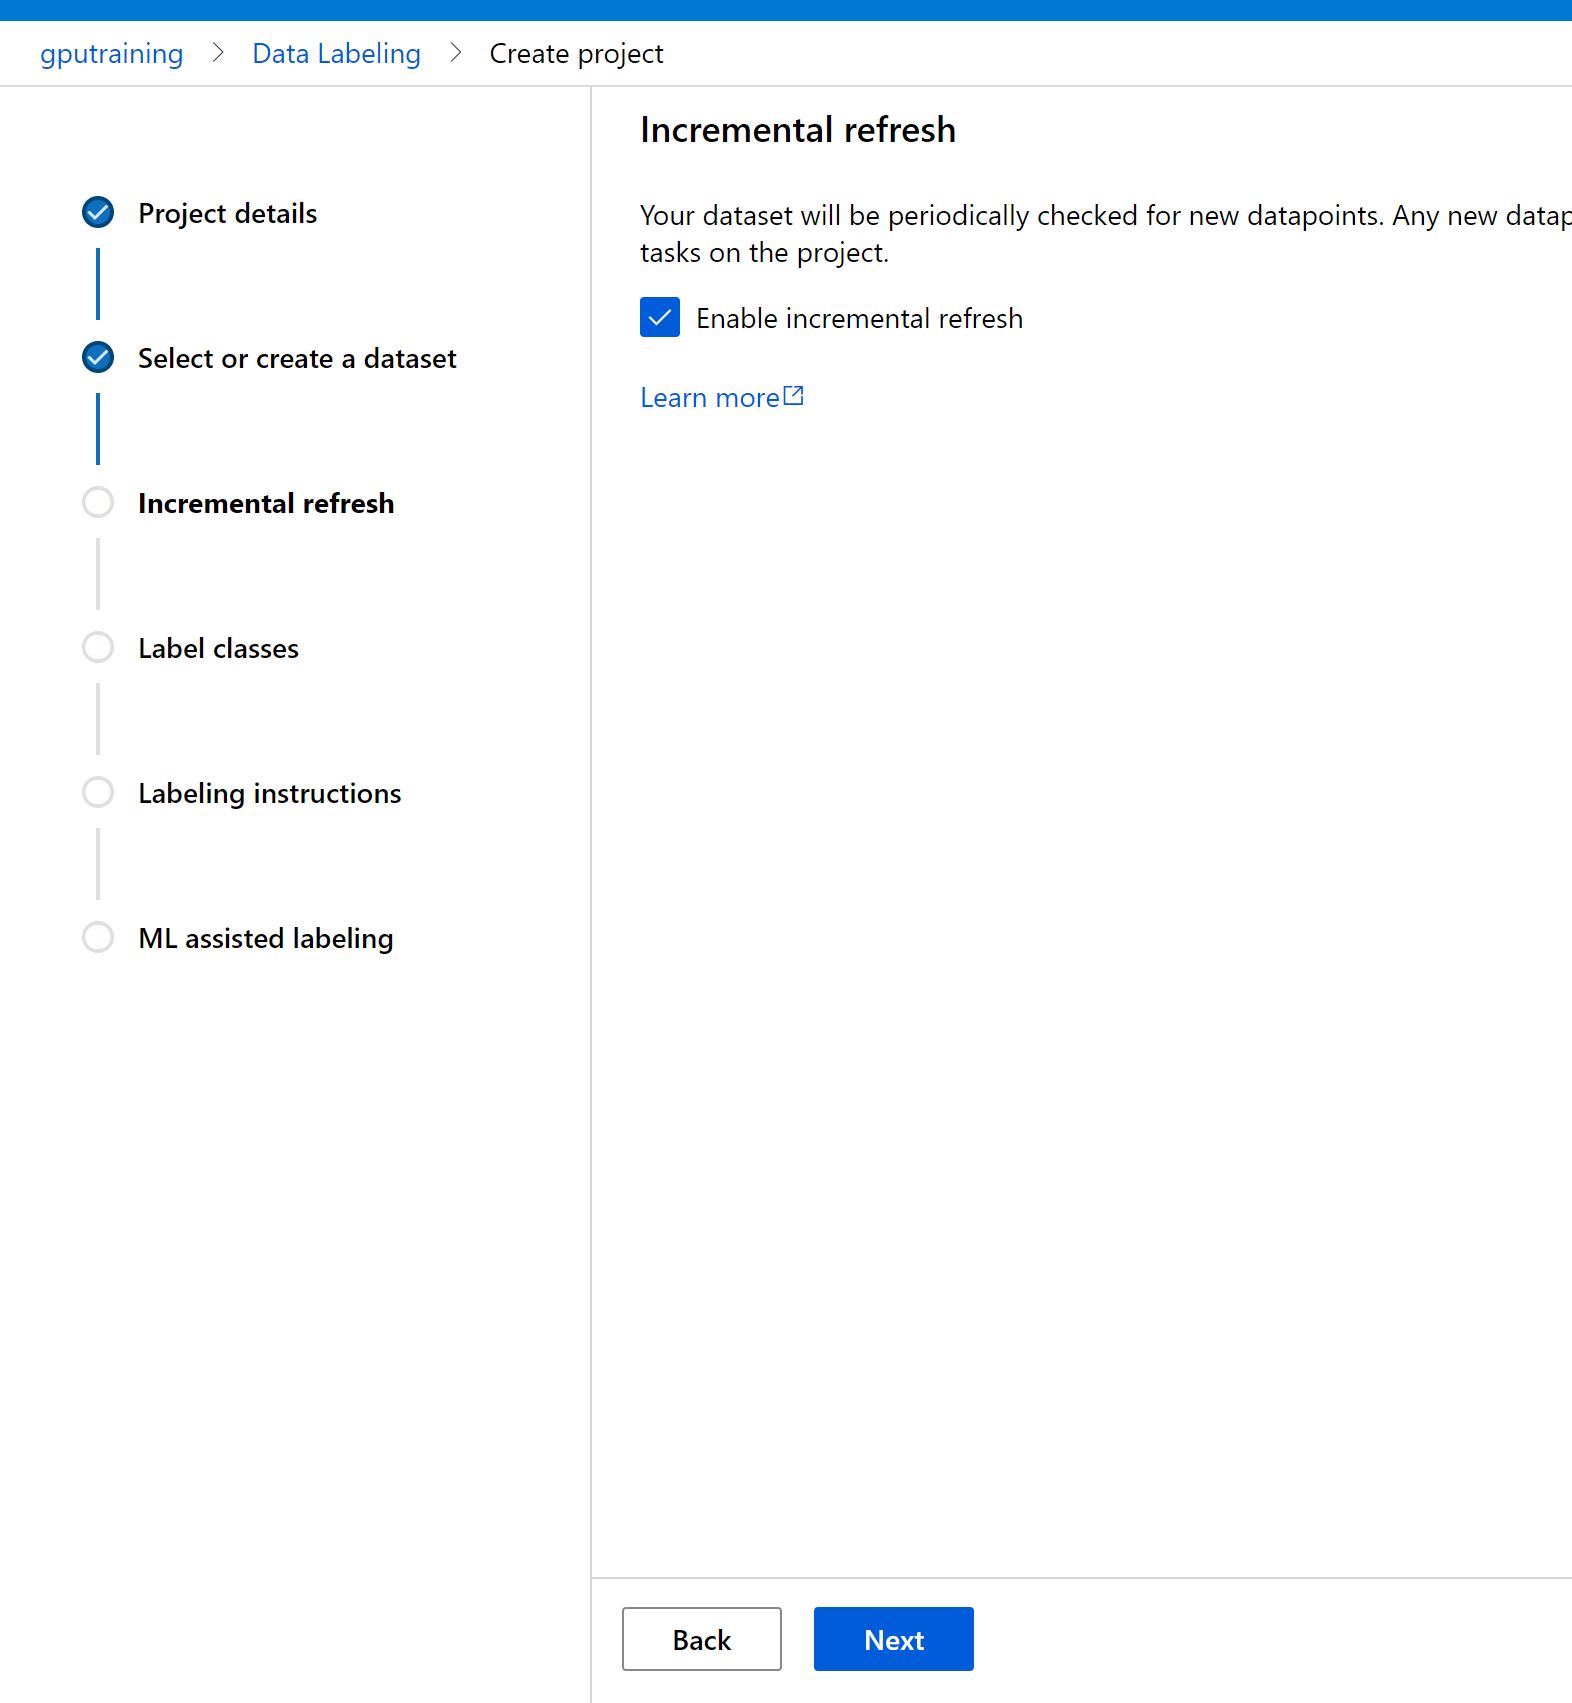 gputraining > Data Labeling > Create project
Project details
Select or create a dataset
Incremental refresh
Label classes
Labeling instructions
ML assisted labeling
Incremental refresh
Your dataset will be periodically checked for new datapoints. Any new
tasks on the project.
Enable incremental refresh
Learn more
Back
Next